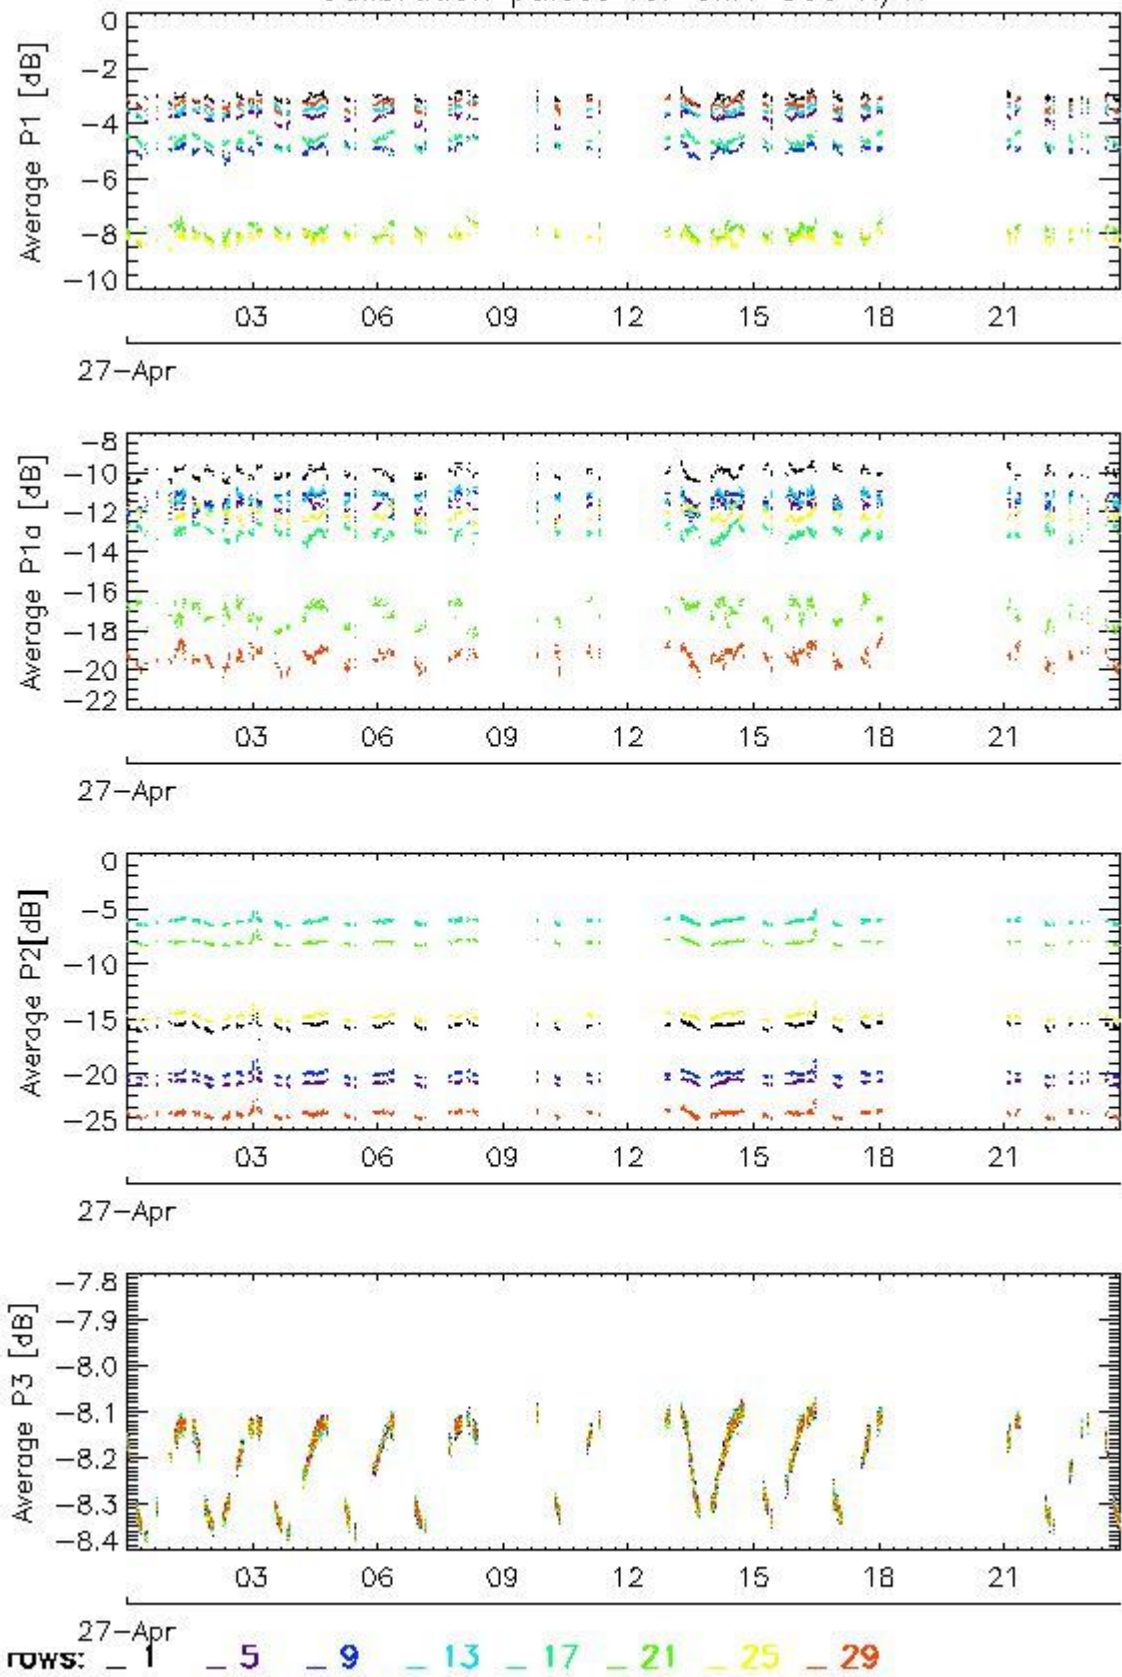 0
-2
-4
-6
-8
-10
Average P1 [dB]
03 06 09 12 15 18 21
27-Apr
-8
-10
-12
-14
-16
-18
-20
-22
Average P1a [dB]
03 06 09 12 15 18 21
27-Apr
0
-5
-10
-15
-20
-25
Average P2[dB]
03 06 09 12 15 18 21
27-Apr
-7.8
-7.9
-8.0
-8.1
-8.2
-8.3
-8.4
Average P3 [dB]
03 06 09 12 15 18 21
27-Apr
rows: _ 1 _ 5 _ 9 _ 13 _ 17 _ 21 _ 25 _ 29